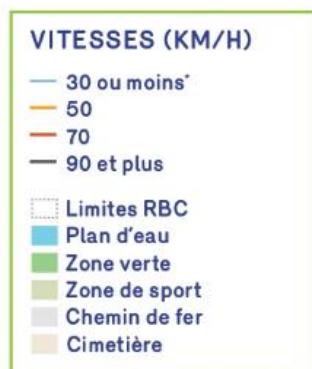 VITESSES (KM/H)
30 ou moins*
50
70
90 et plus
Limites RBC
Plan d'eau
Zone verte
Zone de sport
Chemin de fer
Cimetière